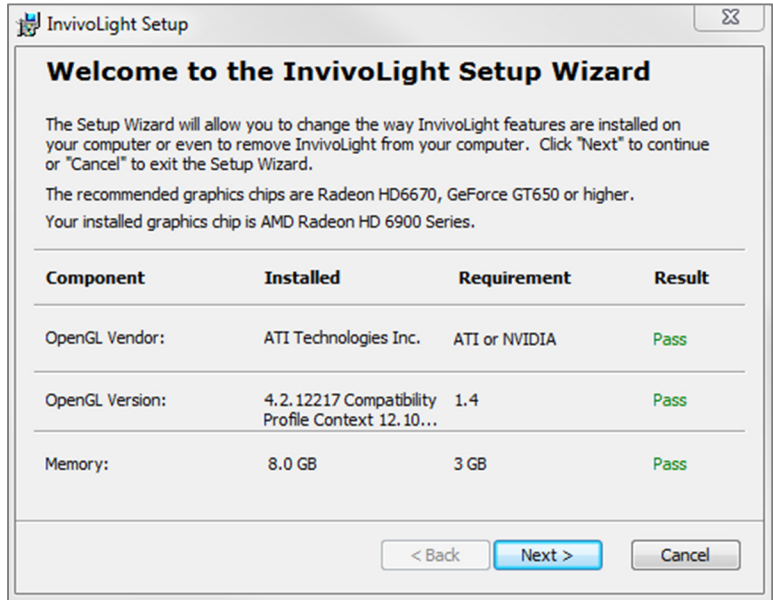 InvivoLight Setup
Welcome to the InvivoLight Setup Wizard
The Setup Wizard will allow you to change the way InvivoLight features are installed on
your computer or even to remove InvivoLight from your computer.  Click "Next" to continue
or "Cancel" to exit the Setup Wizard.
The recommended graphics chips are Radeon HD6670, GeForce GT650 or higher.
Your installed graphics chip is AMD Radeon HD 6900 Series.
Component Installed Requirement Result
OpenGL Vendor: ATI Technologies Inc. ATI or NVIDIA Pass
OpenGL Version: 4.2.12217 Compatibility 1.4 Pass
Profile Context 12.10...
Memory: 8.0 GB 3 GB Pass
< Back Next > Cancel